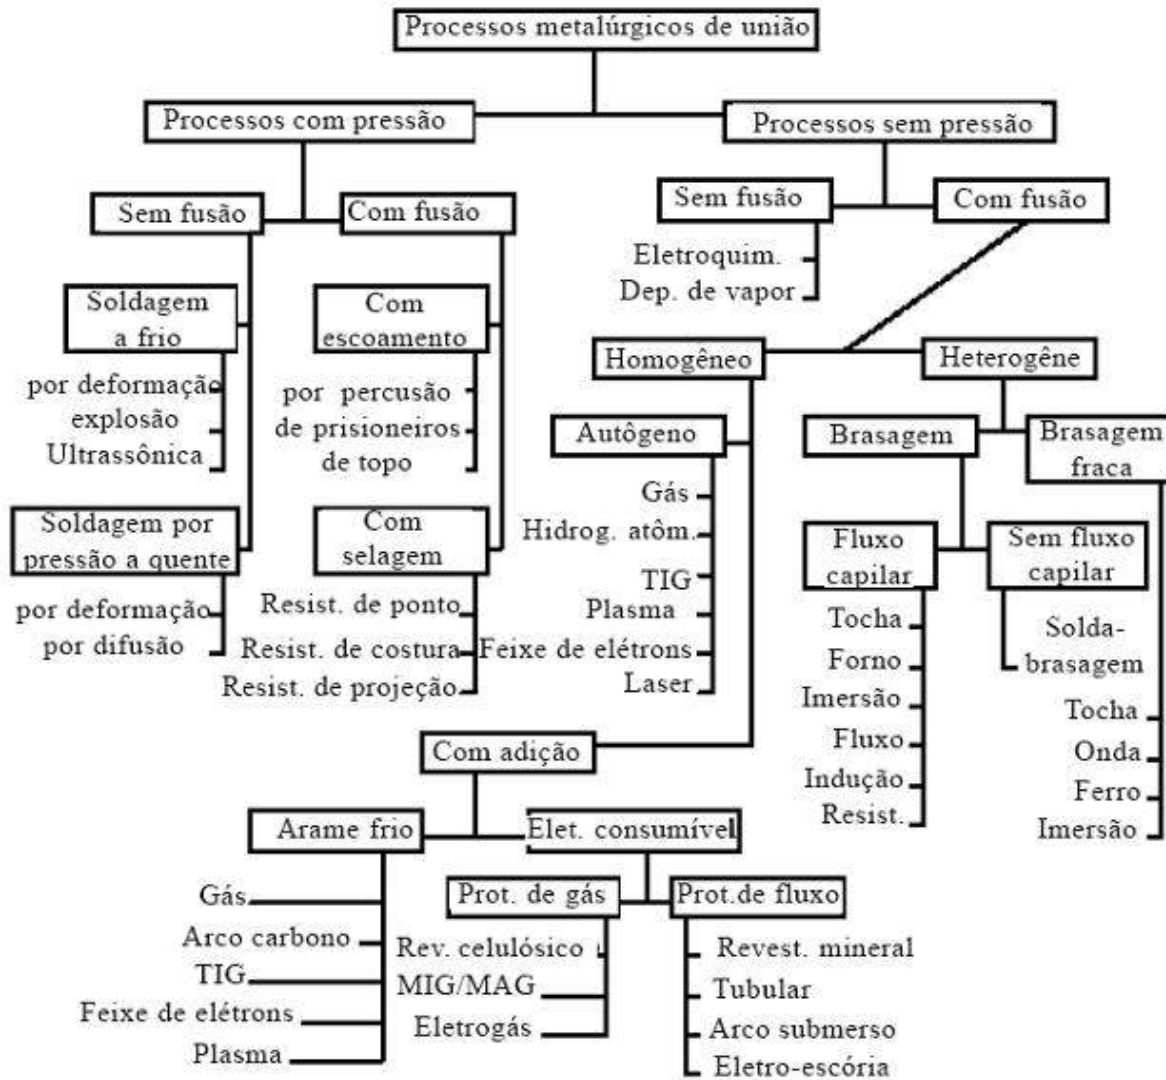 Processos metalúrgicos de união
Processos com pressão
Processos sem pressão
Sem fusão
Com fusão
Sem fusão
Com fusão
Eletroquim.
Dep. de vapor
Soldagem
a frio
Com
escoamento
Homogêneo
Heterogêne
por deformação
explosão
Ultrassônica
por percusão
de prisioneiros
de topo
Autôgeno
Brasagem
Brasagem
fraca
Gás
Hidrog. atôm.
TIG
Plasma
Feixe de elétrons
Laser
Soldagem por
pressão a quente
Com
selagem
Fluxo
capilar
Sem fluxo
capilar
por deformação
por difusão
Resist. de ponto
Resist. de costura
Resist. de projeção
Tocha
Forno
Imersão
Fluxo
Indução
Resist.
Solda-
brasagem
Tocha
Onda
Ferro
Imersão
Com adição
Arame frio
Elet. consumível
Gás
Arco carbono
TIG
Feixe de elétrons
Plasma
Prot. de gás
Prot.de fluxo
Rev. celulósico
MIG/MAG
Eletrogás
Revest. mineral
Tubular
Arco submerso
Eletro-escória